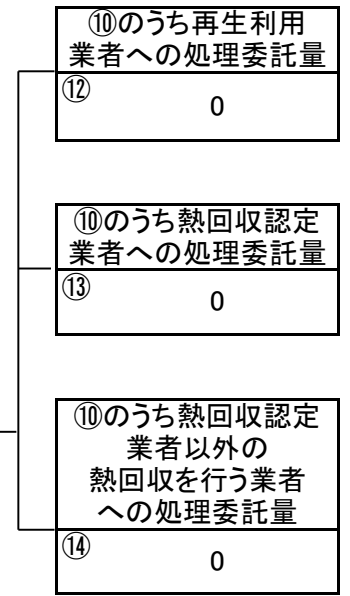 ⑩のうち再生利用
業者への処理委託量
⑫
0
⑩のうち熱回収認定
業者への処理委託量
⑬
0
⑩のうち熱回収認定
業者以外の
熱回収を行う業者
への処理委託量
⑭
0